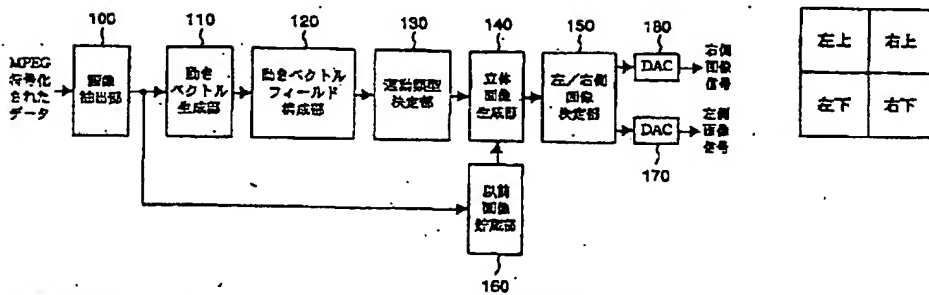 100
110
120
130
140
150
180
MPEG
符号化
された
データ
画像
抽出部
動き
ベクトル
生成部
動きベクトル
フィールド
構成部
運動類型
決定部
立体
画像
生成部
左/右側
画像
決定部
DAC
右側
画像
信号
DAC
左側
画像
信号
170
以前
画像
貯蔵部
160
左上
右上
左下
右下